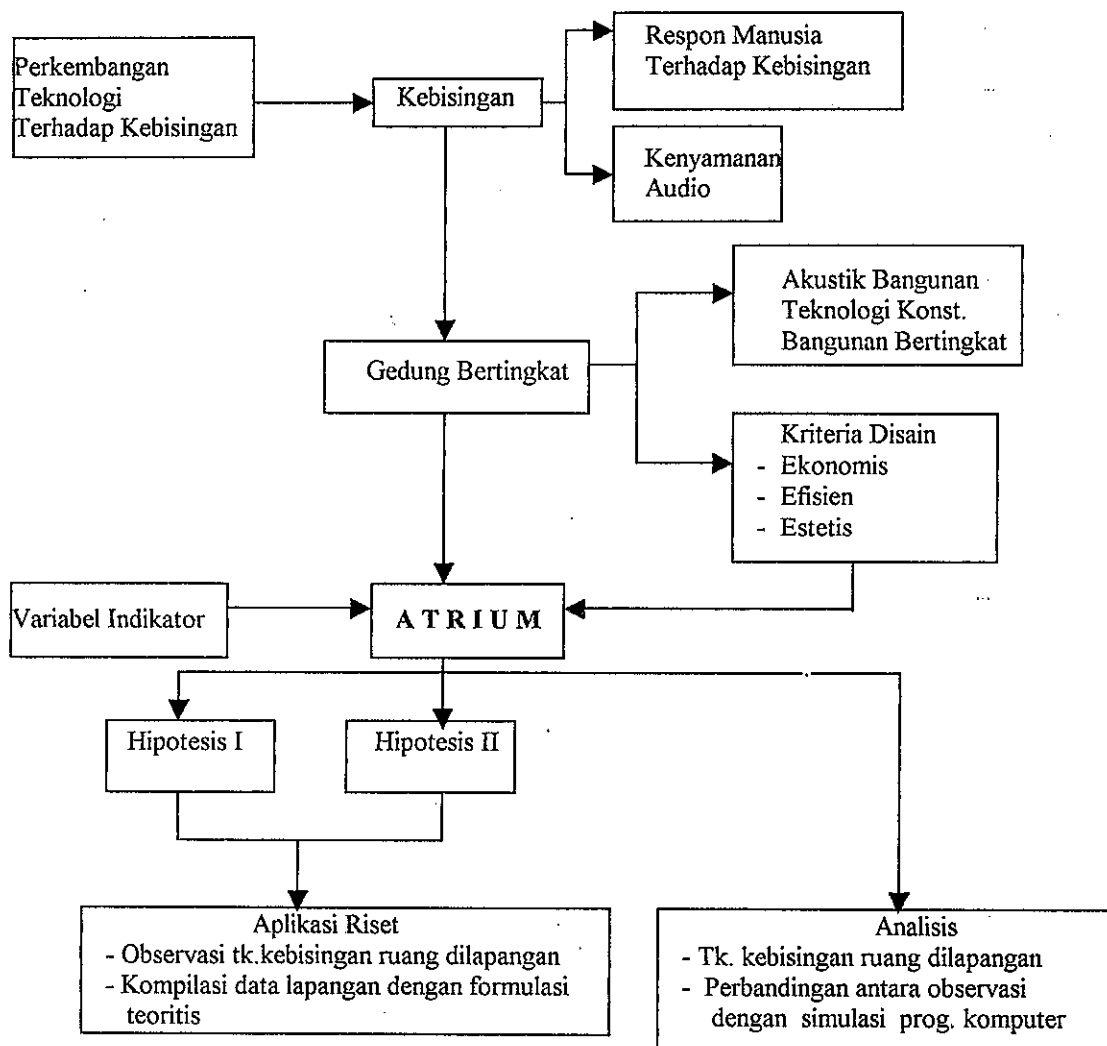 Perkembangan
Teknologi
Terhadap Kebisingan
Kebisingan
Respon Manusia
Terhadap Kebisingan
Kenyamanan
Audio
Gedung Bertingkat
Akustik Bangunan
Teknologi Konst.
Bangunan Bertingkat
Kriteria Disain
- Ekonomis
- Efisien
- Estetis
Variabel Indikator
A T R I U M
Hipotesis I
Hipotesis II
Aplikasi Riset
- Observasi tk.kebisingan ruang dilapangan
- Kompilasi data lapangan dengan formulasi
teoritis
Analisis
- Tk. kebisingan ruang dilapangan
- Perbandingan antara observasi
dengan simulasi prog. komputer